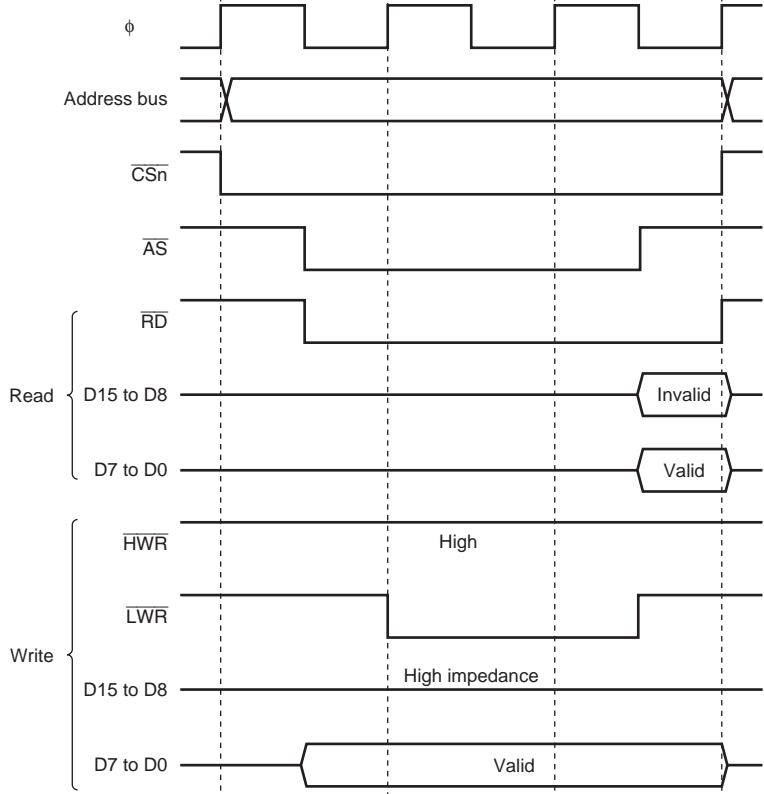 ϕ
Address bus
CSn
AS
RD
Read
D15 to D8
Invalid
D7 to D0
Valid
HWR
High
LWR
Write
High impedance
D15 to D8
D7 to D0
Valid